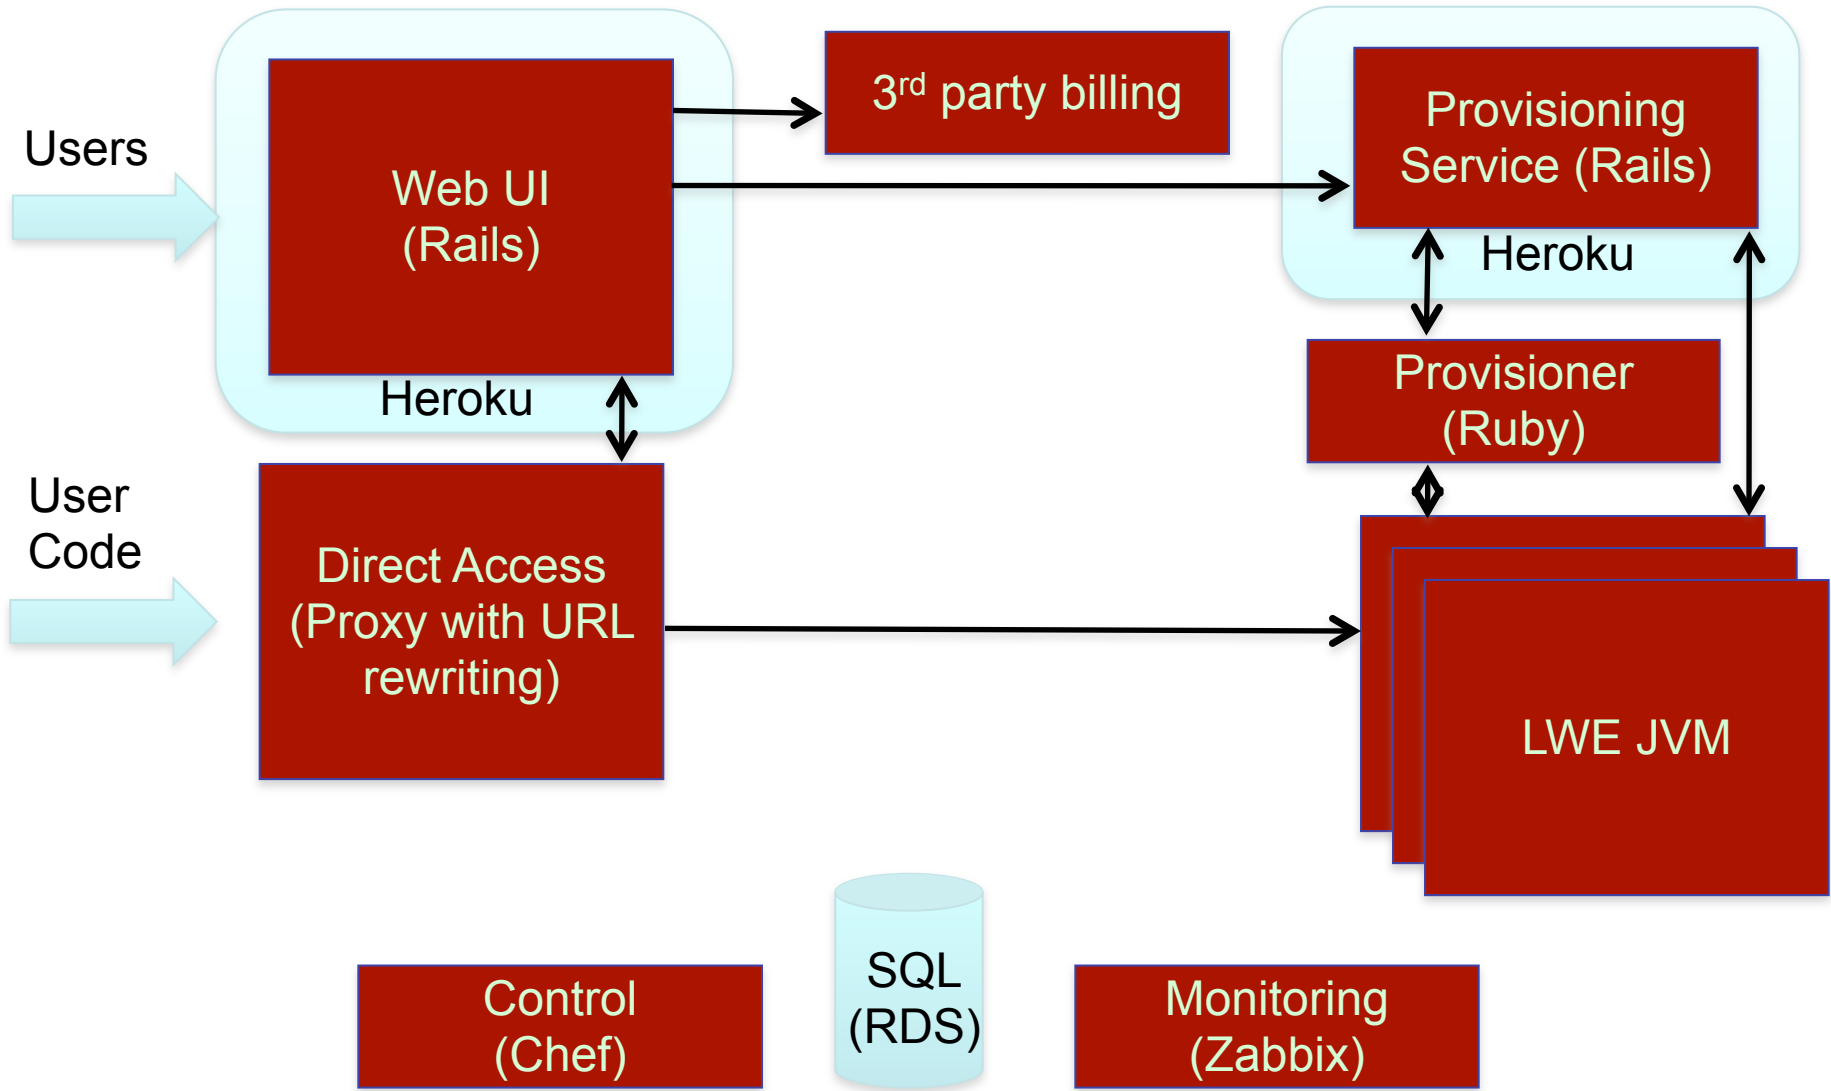 Users
Web UI
(Rails)
Heroku
3rd party billing
Provisioning
Service (Rails)
Heroku
Provisioner
(Ruby)
User
Code
Direct Access
(Proxy with URL
rewriting)
LWE JVM
Control
(Chef)
SQL
(RDS)
Monitoring
(Zabbix)